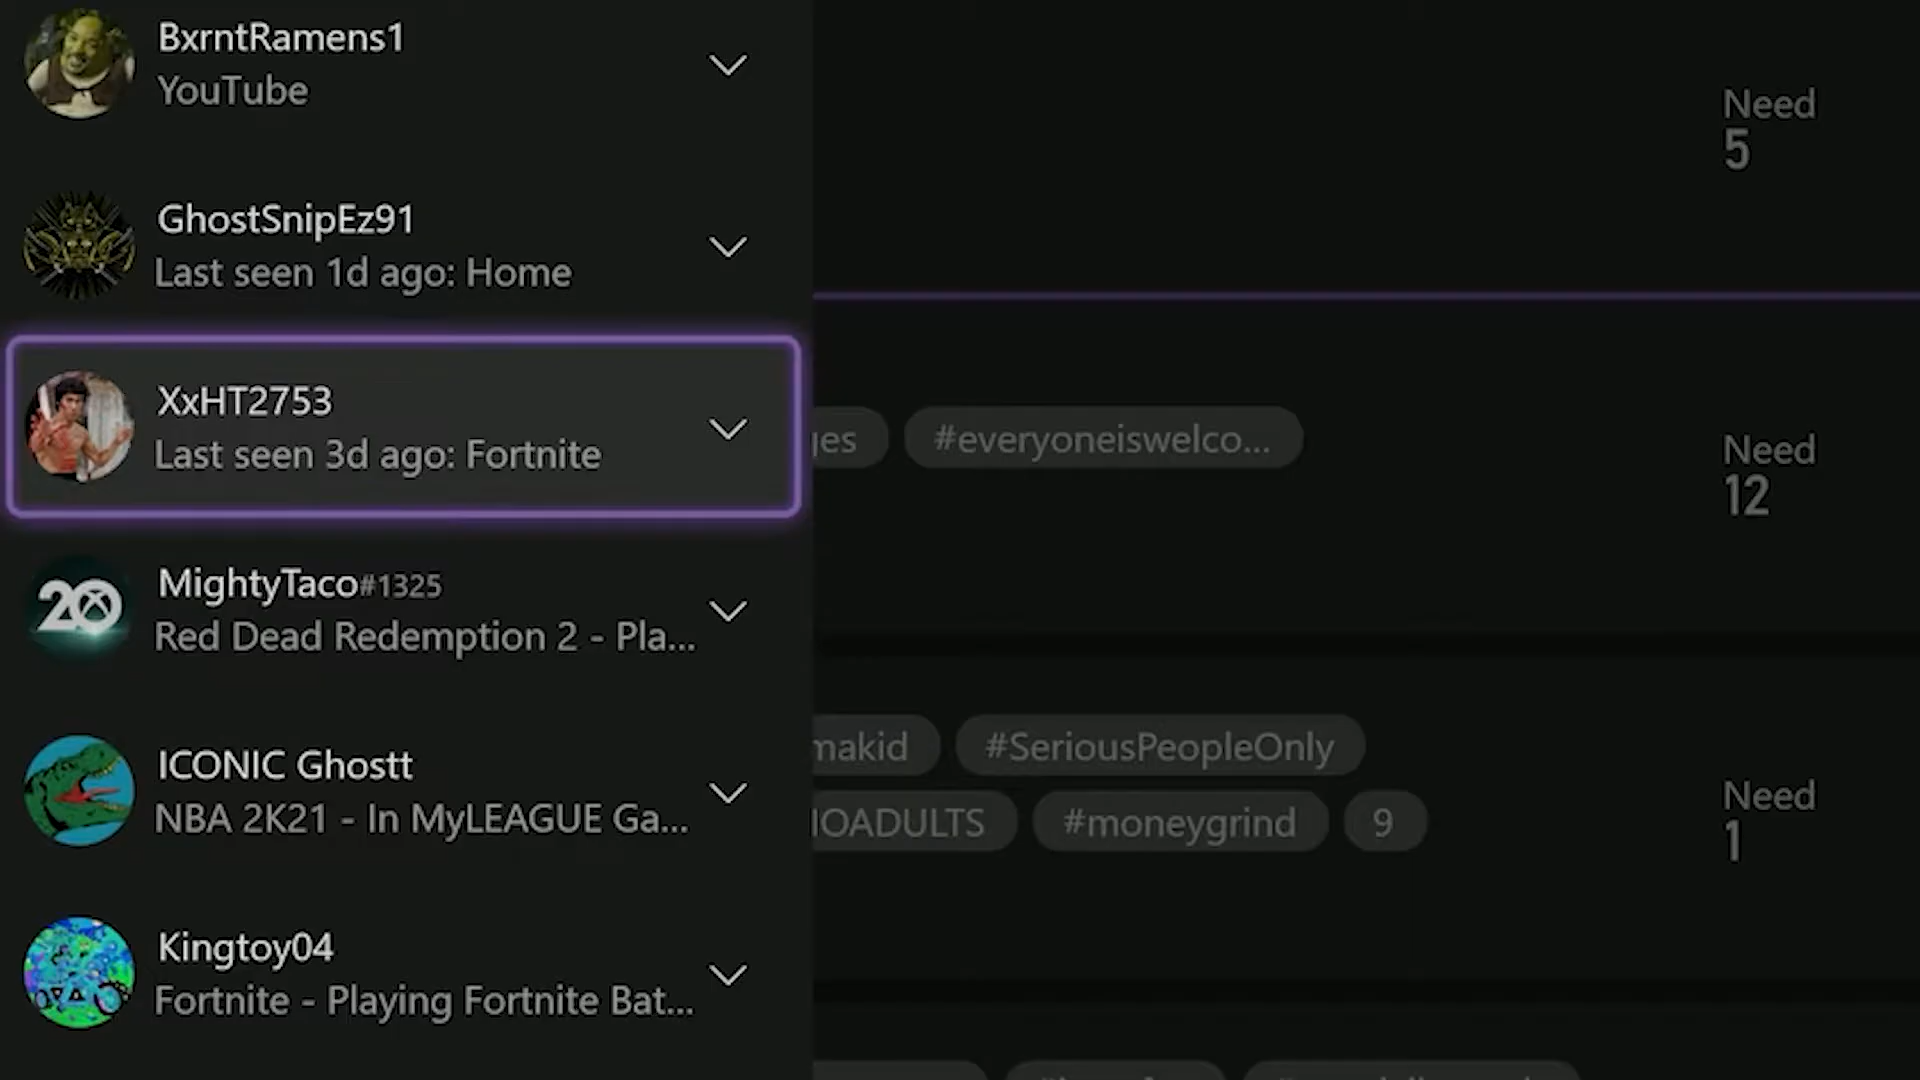 BxrntRamens1
YouTube
GhostSnipEz91
Last seen 1d ago: Home
XxHT2753
Last seen 3d ago: Fortnite
MightyTaco#1325
Red Dead Redemption 2 - Pla...
20
ICONIC Ghostt
NBA 2K21 - In MyLEAGUE Ga...
Kingtoy04
Fortnite - Playing Fortnite Bat...
Need
5
#everyoneiswelco...
Need
12
makid #SeriousPeopleOnly
IOADULTS #moneygrind 9
Need
1